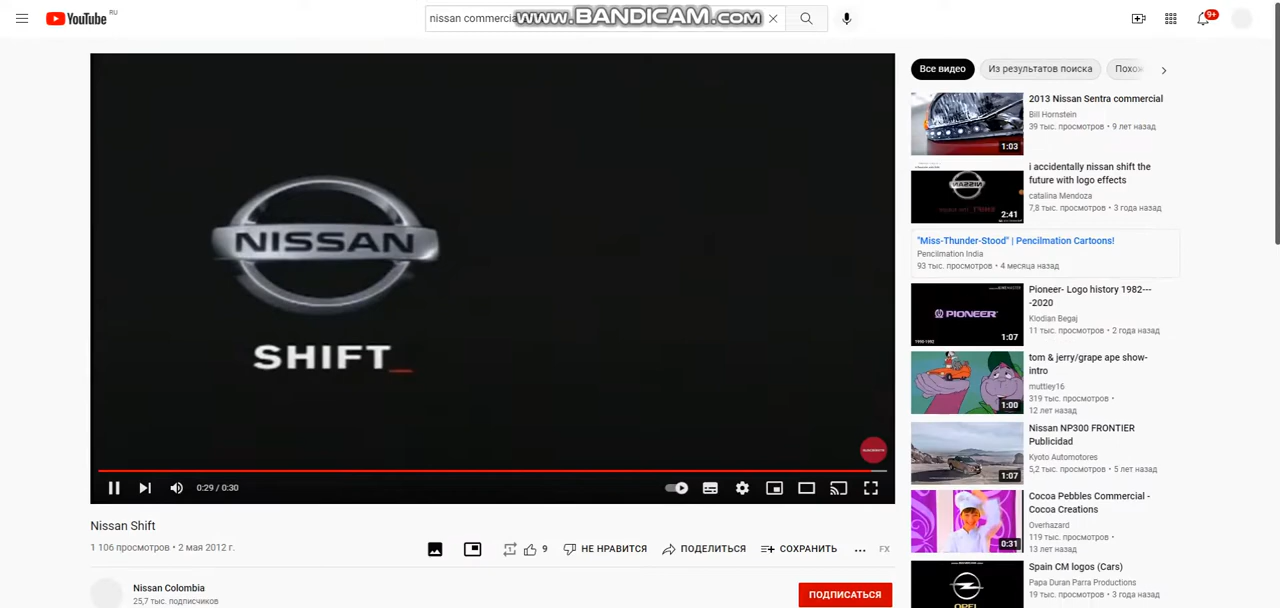 YouTube RU
nissan commercia
WWW.BANDICAM.COM
9+
NISSAN
SHIFT_
0:29 / 0:30
Nissan Shift
1 106 просмотров • 2 мая 2012 г.
9
НЕ НРАВИТСЯ
ПОДЕЛИТЬСЯ
СОХРАНИТЬ
FX
Nissan Colombia
25,7 тыс. подписчиков
ПОДПИСАТЬСЯ
Все видео
Из результатов поиска
Похож
1:03
2013 Nissan Sentra commercial
Bill Hornstein
39 тыс. просмотров • 9 лет назад
2:41
i accidentally nissan shift the
future with logo effects
catalina Mendoza
7,8 тыс. просмотров • 3 года назад
"Miss-Thunder-Stood" | Pencilmation Cartoons!
Pencilmation India
93 тыс. просмотров • 4 месяца назад
PIONEER
1:07
Pioneer- Logo history 1982---
-2020
Klodian Begaj
11 тыс. просмотров • 2 года назад
1:00
tom & jerry/grape ape show-
intro
muttley16
319 тыс. просмотров •
12 лет назад
1:07
Nissan NP300 FRONTIER
Publicidad
Kyoto Automotores
5,2 тыс. просмотров • 5 лет назад
0:31
Cocoa Pebbles Commercial -
Cocoa Creations
Overhazard
119 тыс. просмотров •
13 лет назад
OPEL
Spain CM logos (Cars)
Papa Duran Parra Productions
19 тыс. просмотров • 3 года назад